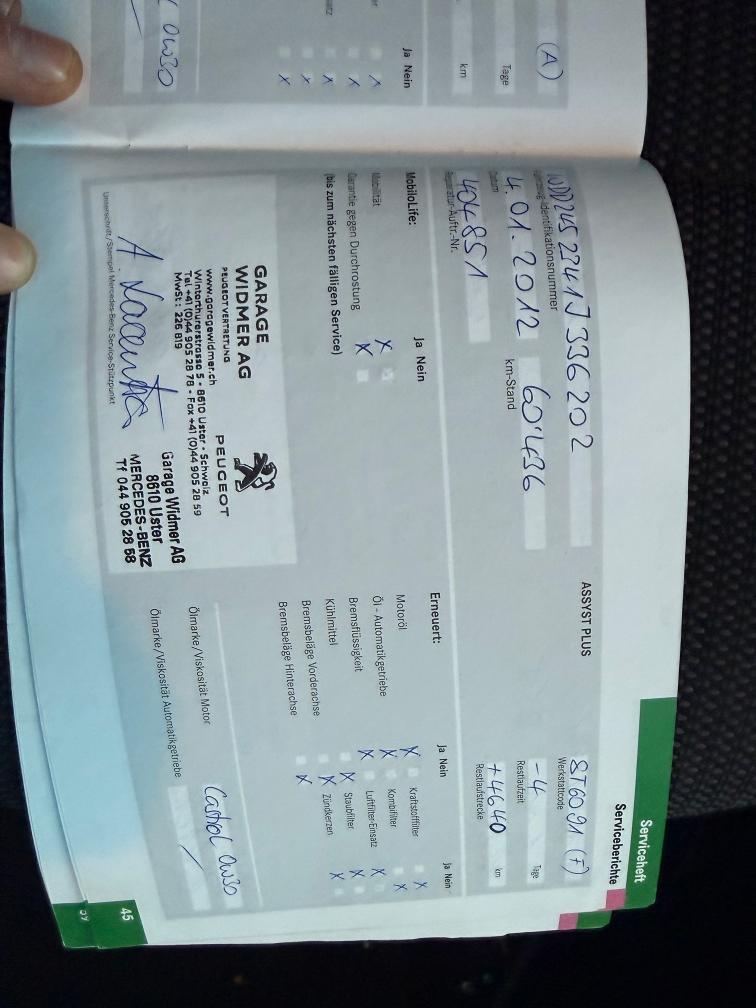 (A)
Tage
km
Ja Nein
0W30
Serviceheft
Serviceberichte
ASSYST PLUS
WDD2452341J336202
Fahrzeug-Identifikationsnummer
4.01.2012
60'436
Datum
km-Stand
404851
Reparatur-Auftr.-Nr.
8T6091 (F)
Werkstattcode
-4
Tage
Restlaufzeit
+4640
km
Restlaufstrecke
MobiloLife:
Ja Nein
Mobilität
X
Garantie gegen Durchrostung
X
(bis zum nächsten fälligen Service)
GARAGE
WIDMER AG
PEUGEOT VERTRETUNG
PEUGEOT
www.garagewidmer.ch
Winterthurerstrasse 5 - 8610 Uster - Schweiz
Tel +41 (0)44 905 28 78 - Fax +41 (0)44 905 28 59
MwSt: 226 819
Garage Widmer AG
8610 Uster
MERCEDES-BENZ
Tf 044 905 28 58
Unterschrift/Stempel Mercedes-Benz Service-Stützpunkt
Erneuert:
Ja Nein
Ja Nein
Motoröl
X
Kraftstofffilter
X
Öl - Automatikgetriebe
X
Kombifilter
X
Bremsflüssigkeit
X
Luftfilter-Einsatz
X
Kühlmittel
X
Staubfilter
X
Bremsbeläge Vorderachse
X
Zündkerzen
X
Bremsbeläge Hinterachse
X
Ölmarke/Viskosität Motor
Castrol 0W30
Ölmarke/Viskosität Automatikgetriebe
45